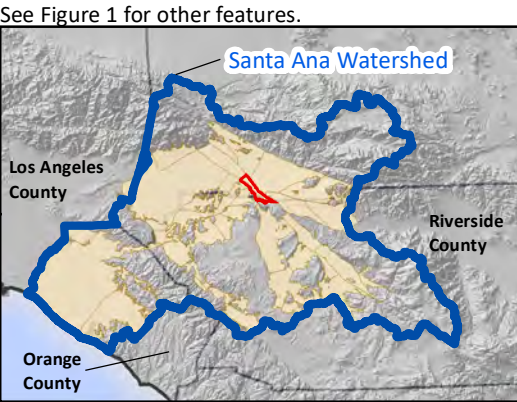 See Figure 1 for other features.
Santa Ana Watershed
Los Angeles
County
Riverside
County
Orange
County